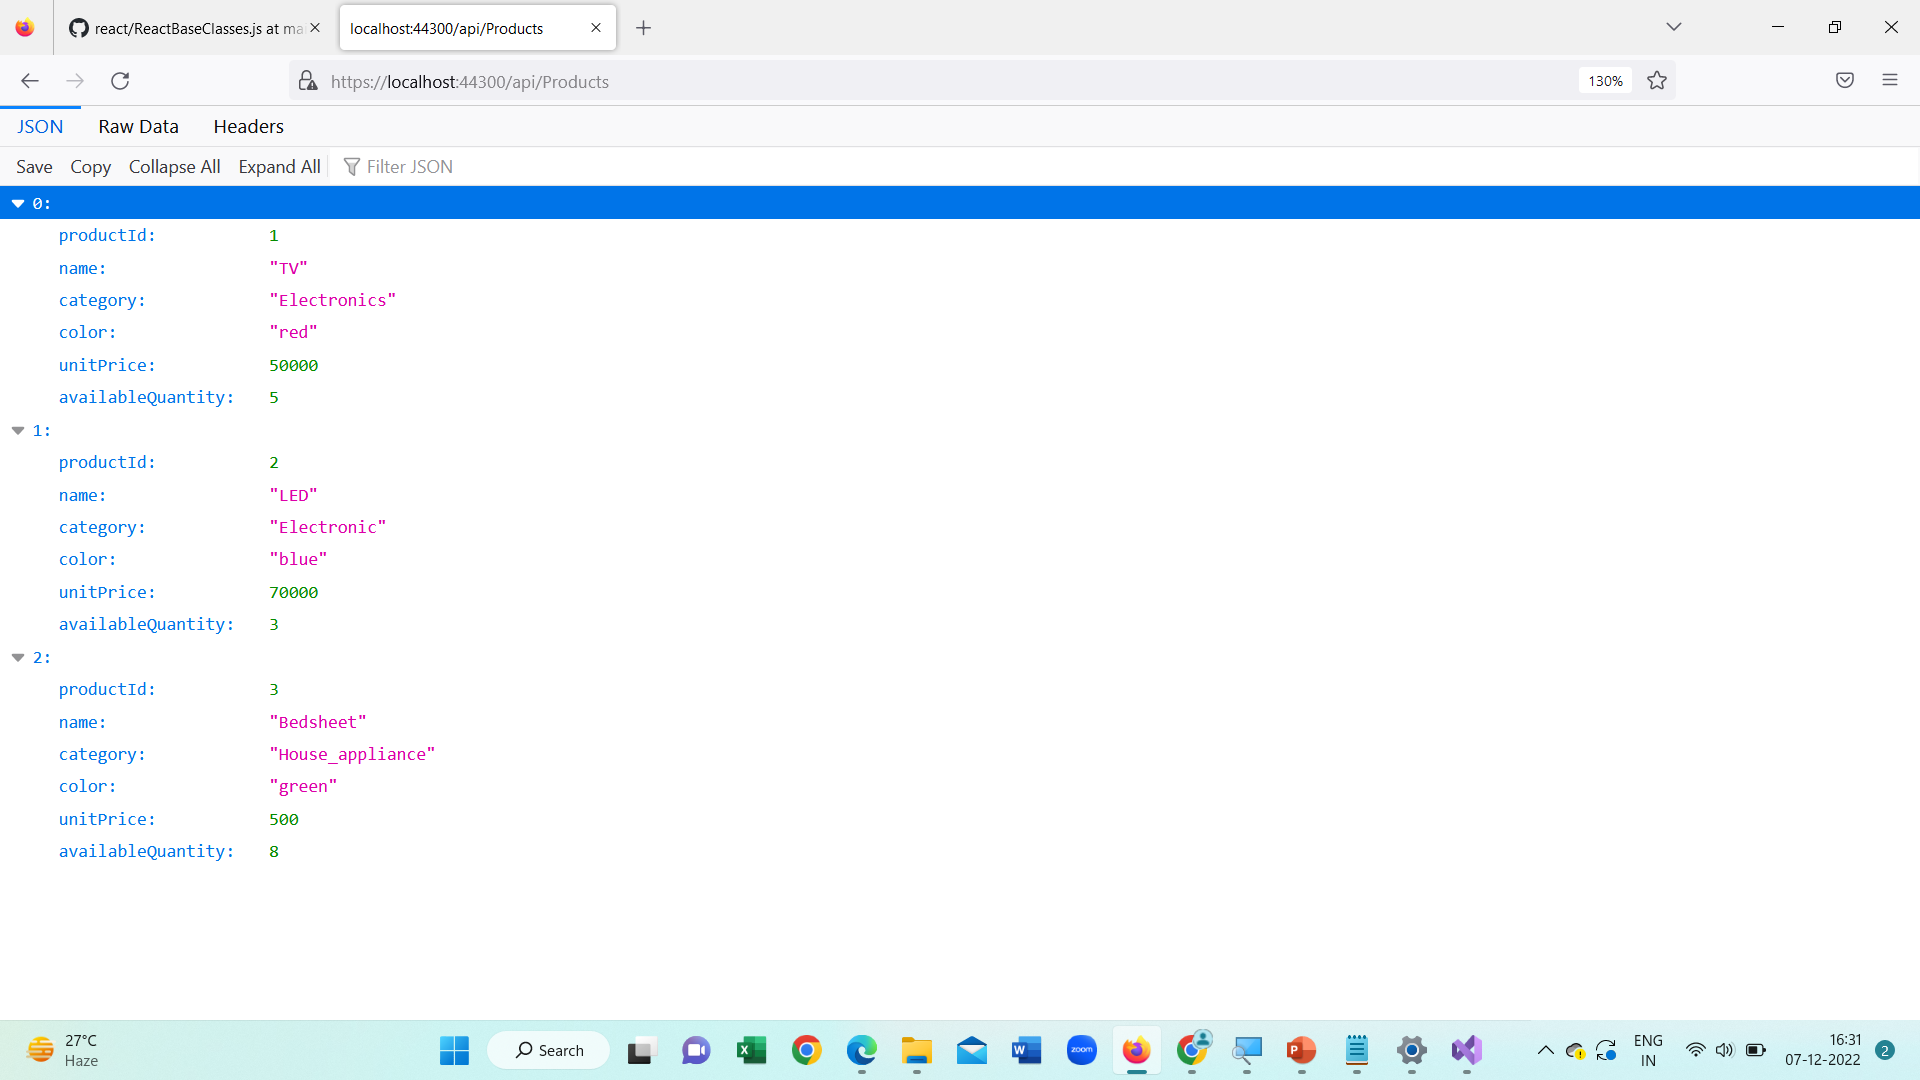 react/ReactBaseClasses.js at ma
localhost:44300/api/Products
https://localhost:44300/api/Products
130%
JSON Raw Data Headers
Save Copy Collapse All Expand All Filter JSON
0:
productId: 1
name: "TV"
category: "Electronics"
color: "red"
unitPrice: 50000
availableQuantity: 5
1:
productId: 2
name: "LED"
category: "Electronic"
color: "blue"
unitPrice: 70000
availableQuantity: 3
2:
productId: 3
name: "Bedsheet"
category: "House_appliance"
color: "green"
unitPrice: 500
availableQuantity: 8
27°C
Haze
Search
zoom
ENG
IN
16:31
07-12-2022
2